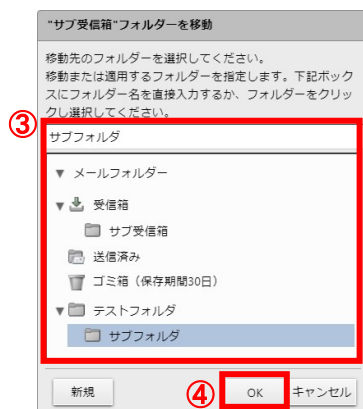 "サブ受信箱"フォルダーを移動
移動先のフォルダーを選択してください。
移動または適用するフォルダーを指定します。下記ボック
スにフォルダー名を直接入力するか、フォルダーをクリッ
クし選択してください。
③
サブフォルダ
▼ メールフォルダー
▼ 受信箱
サブ受信箱
送信済み
ゴミ箱（保存期間30日）
▼ テストフォルダ
サブフォルダ
新規 ④ OK キャンセル